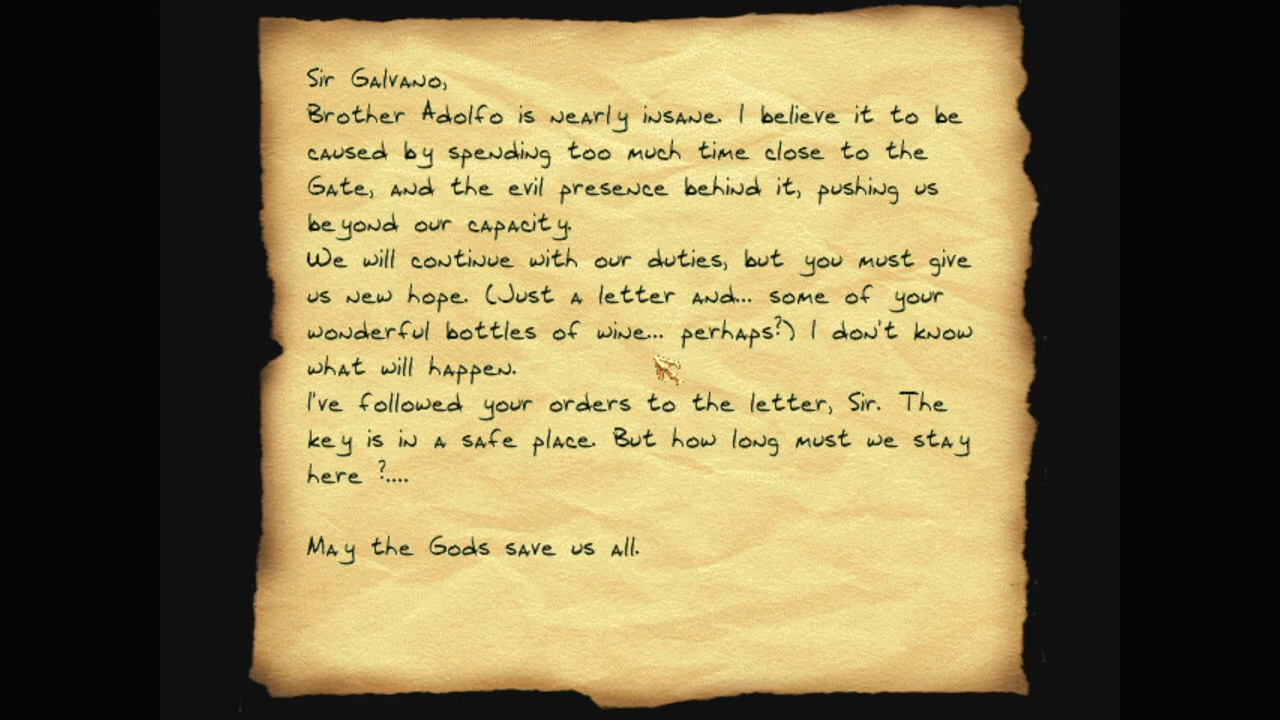 Sir Galvano,
Brother Adolfo is nearly insane. I believe it to be
caused by spending too much time close to the
Gate, and the evil presence behind it, pushing us
beyond our capacity.
We will continue with our duties, but you must give
us new hope. (Just a letter and... some of your
wonderful bottles of wine... perhaps?) I don't know
what will happen.
I've followed your orders to the letter, Sir. The
key is in a safe place. But how long must we stay
here ?....
May the Gods save us all.